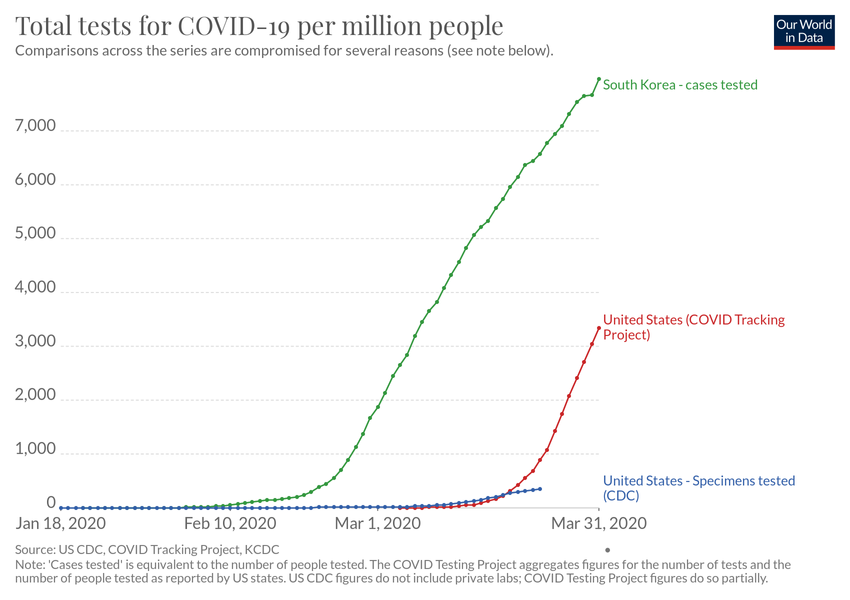 Total tests for COVID-19 per million people
Our World
in Data
Comparisons across the series are compromised for several reasons (see note below).
South Korea - cases tested
7,000
6,000
5,000
4,000
United States (COVID Tracking
Project)
3,000
2,000
1,000
United States - Specimens tested
(CDC)
0
Jan 18, 2020 Feb 10, 2020 Mar 1, 2020 Mar 31, 2020
Source: US CDC, COVID Tracking Project, KCDC
Note: 'Cases tested' is equivalent to the number of people tested. The COVID Testing Project aggregates figures for the number of tests and the
number of people tested as reported by US states. US CDC figures do not include private labs; COVID Testing Project figures do so partially.